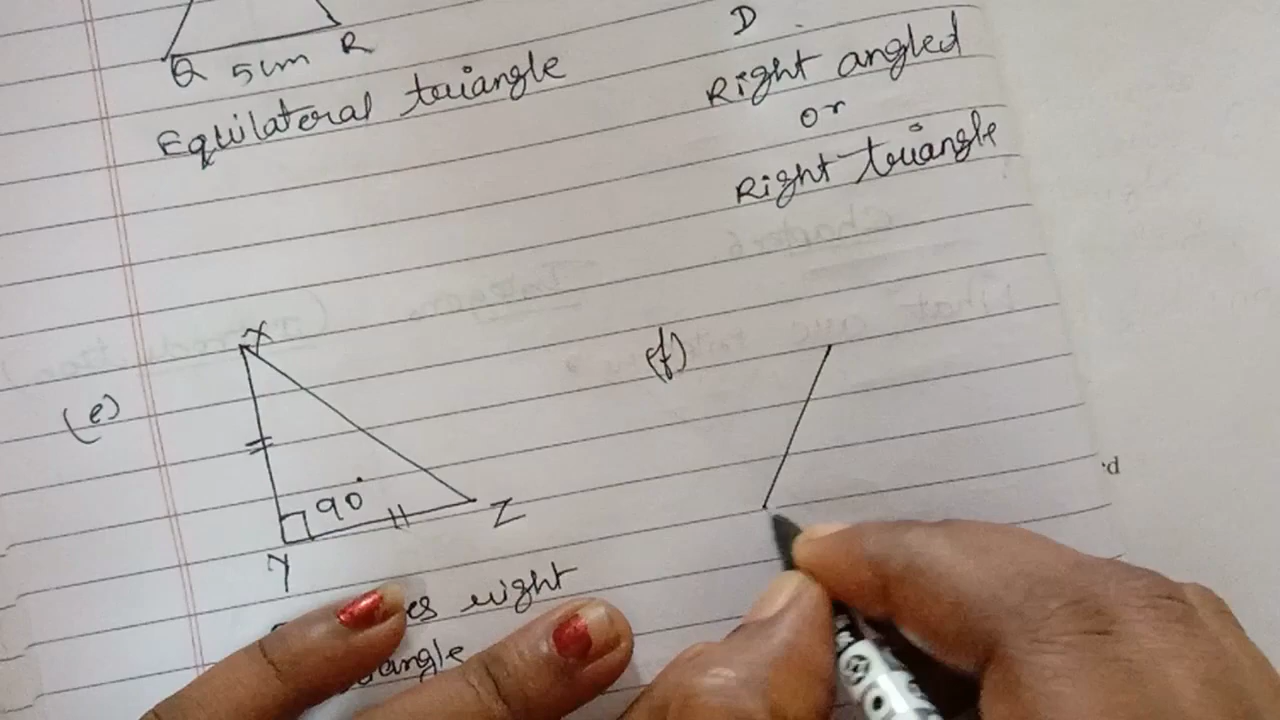 Q 5cm R
Equilateral triangle
D
Right angled
or
Right triangle
(e)
X
90°
Y
Z
right
(f)